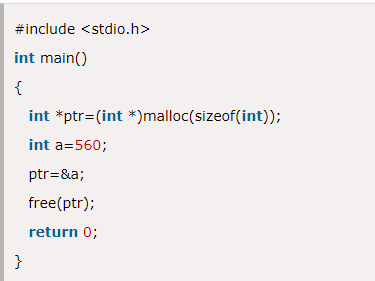 #include <stdio.h>
int main()
{
int *ptr=(int *)malloc(sizeof(int));
int a=560;
ptr=&a;
free(ptr);
return 0;
}